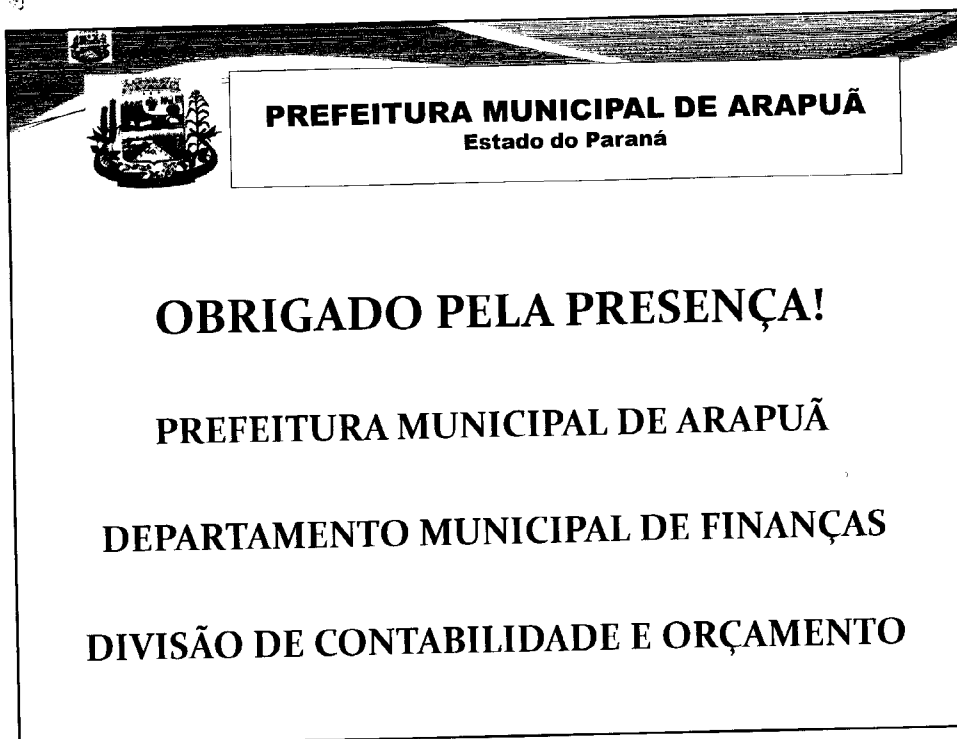 PREFEITURA MUNICIPAL DE ARAPUÃ
Estado do Paraná
OBRIGADO PELA PRESENÇA!
PREFEITURA MUNICIPAL DE ARAPUÃ
DEPARTAMENTO MUNICIPAL DE FINANÇAS
DIVISÃO DE CONTABILIDADE E ORÇAMENTO